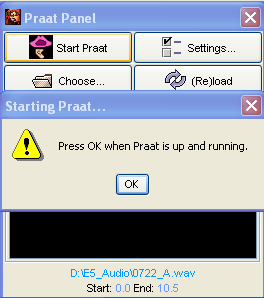 Praat Panel
Start Praat
Settings...
Choose...
(Re)load
Starting Praat...
Press OK when Praat is up and running.
OK
D:\E5_Audio\0722_A.wav
Start: 0.0 End: 10.5